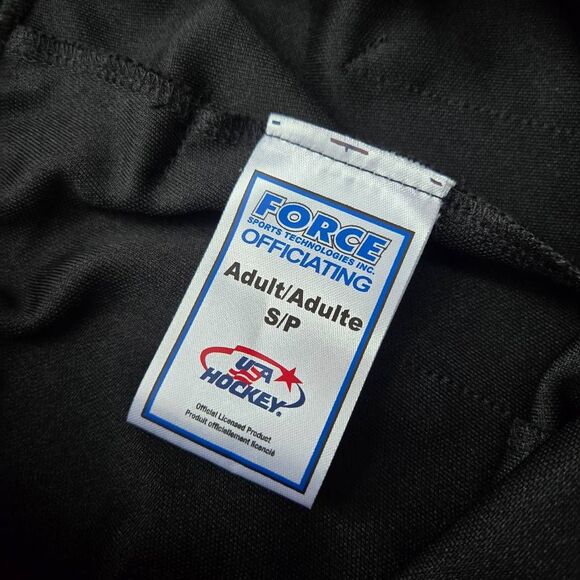 FORCE
SPORTS TECHNOLOGIES INC.
OFFICIATING
Adult/Adulte
S/P
USA
HOCKEY®
Official Licensed Product
Produit officiellement licencié